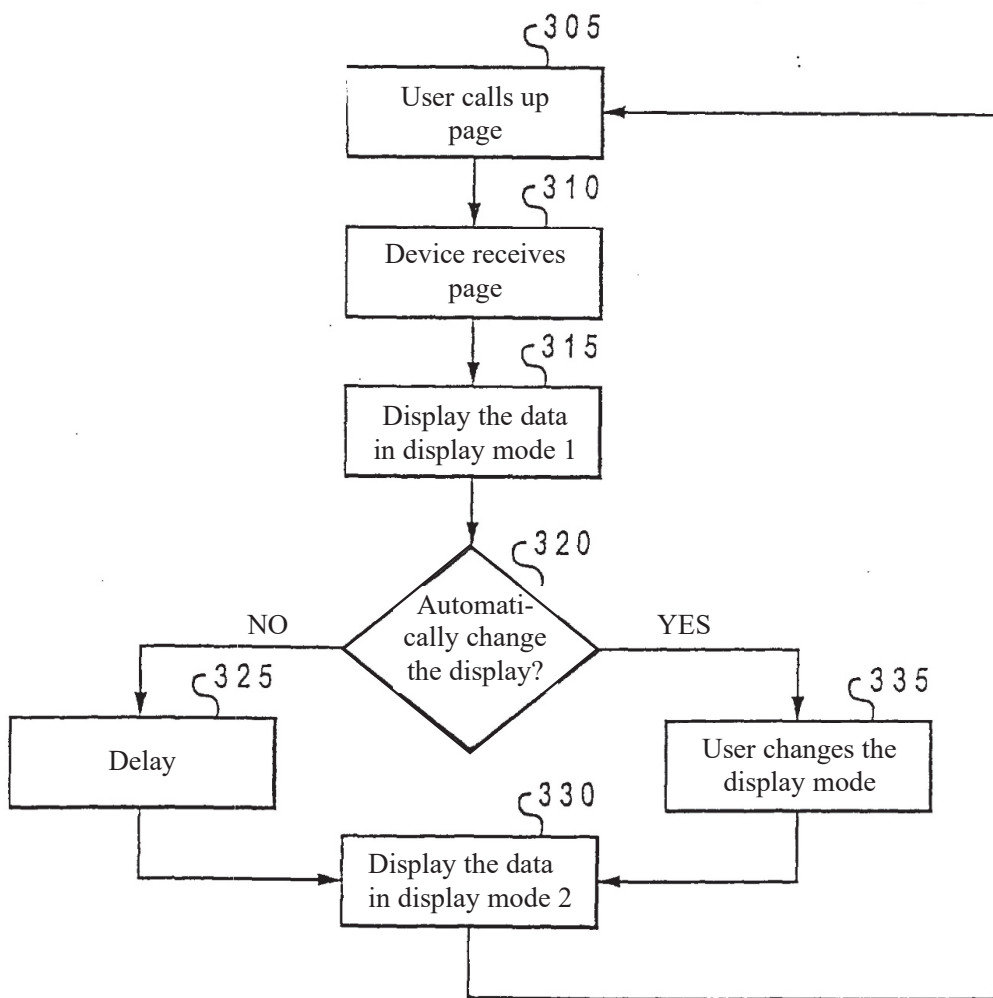 305
User calls up
page
310
Device receives
page
315
Display the data
in display mode 1
320
Automati-
cally change
the display?
NO
YES
325
Delay
335
User changes the
display mode
330
Display the data
in display mode 2